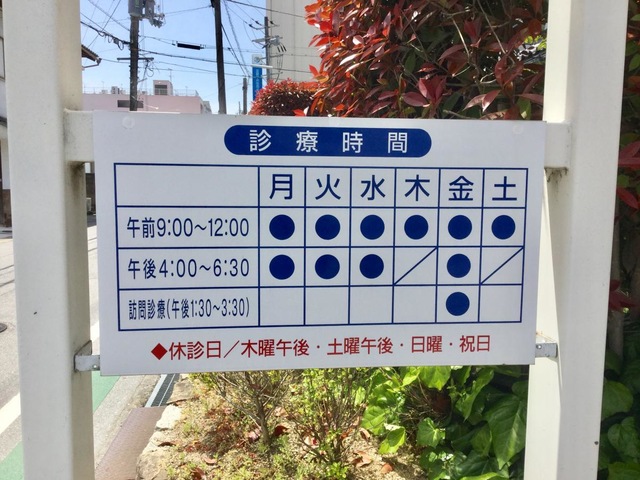 診療時間
月 火 水 木 金 土
午前9:00~12:00 ● ● ● ● ● ●
午後4:00~6:30 ● ● ● ／ ● ／
訪問診療(午後1:30~3:30) ●
◆休診日／木曜午後・土曜午後・日曜・祝日